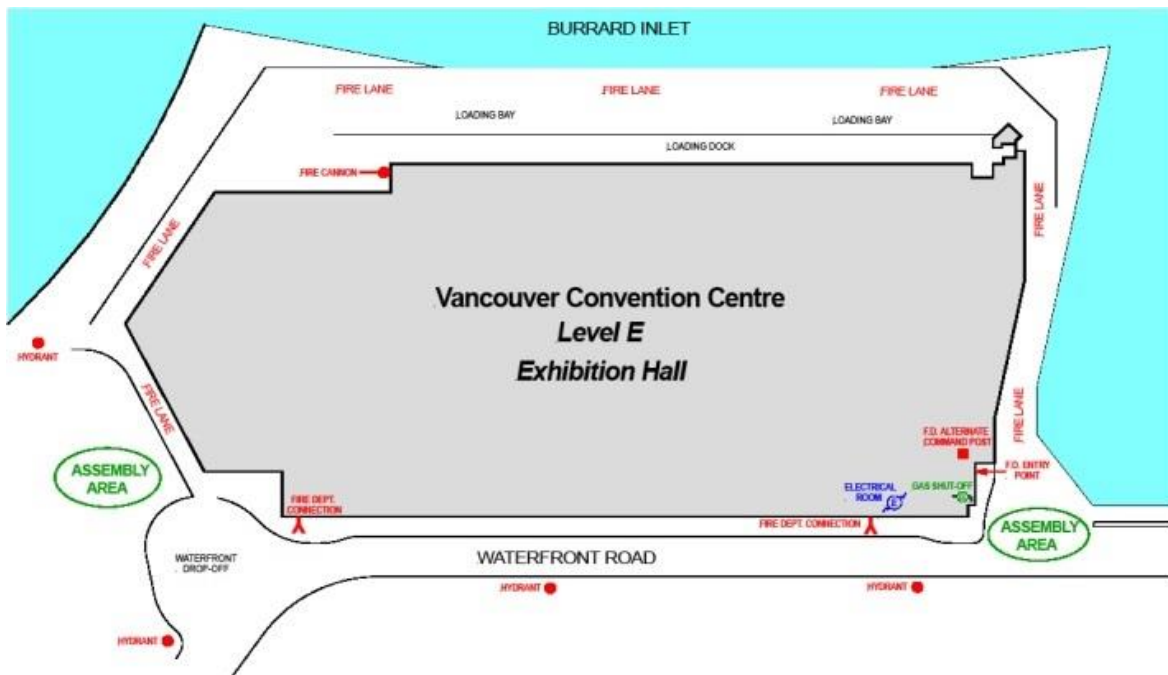 BURRARD INLET
FIRE LANE
FIRE LANE
FIRE LANE
LOADING BAY
LOADING BAY
LOADING DOCK
FIRE CANNON
FIRE LANE
FIRE LANE
Vancouver Convention Centre
Level E
Exhibition Hall
HYDRANT
FIRE LANE
FIRE LANE
F.D. ALTERNATE
COMMAND POST
F.D. ENTRY
POINT
ASSEMBLY
AREA
FIRE DEPT.
CONNECTION
ELECTRICAL
ROOM
E
GAS SHUT-OFF
FIRE DEPT. CONNECTION
ASSEMBLY
AREA
WATERFRONT
DROP-OFF
WATERFRONT ROAD
HYDRANT
HYDRANT
HYDRANT